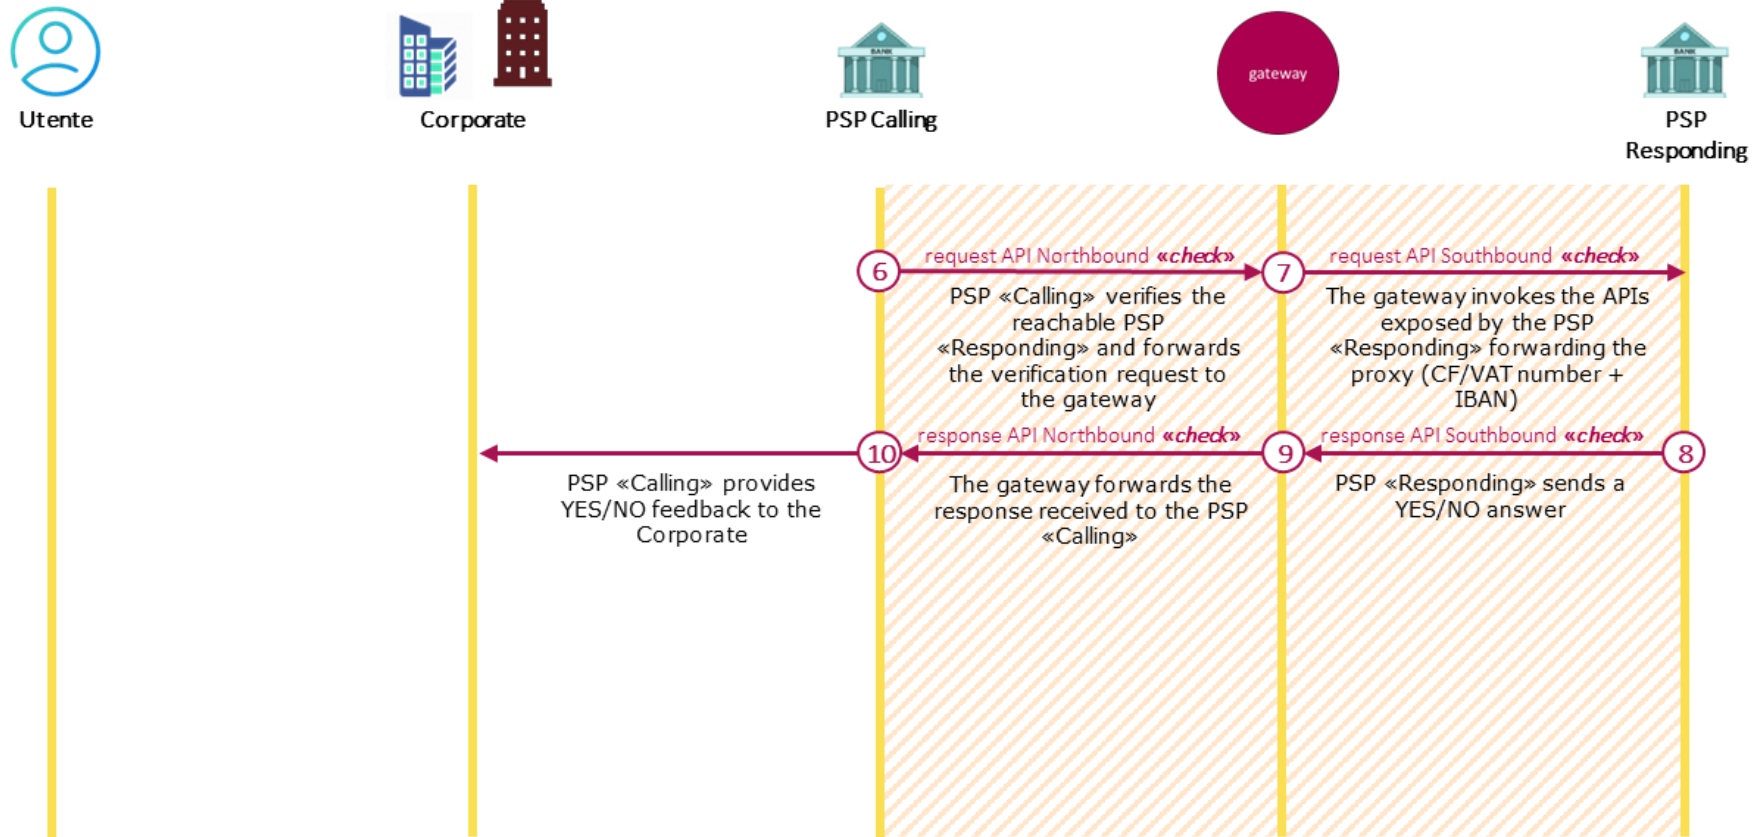 BANK
gateway
BANK
Utente
Corporate
PSP Calling
PSP
Responding
request API Northbound «check»
6
7
PSP «Calling» verifies the
reachable PSP
«Responding» and forwards
the verification request to
the gateway
request API Southbound «check»
The gateway invokes the APIs
exposed by the PSP
«Responding» forwarding the
proxy (CF/VAT number +
IBAN)
response API Southbound «check»
8
9
PSP «Responding» sends a
YES/NO answer
response API Northbound «check»
10
The gateway forwards the
response received to the PSP
«Calling»
PSP «Calling» provides
YES/NO feedback to the
Corporate